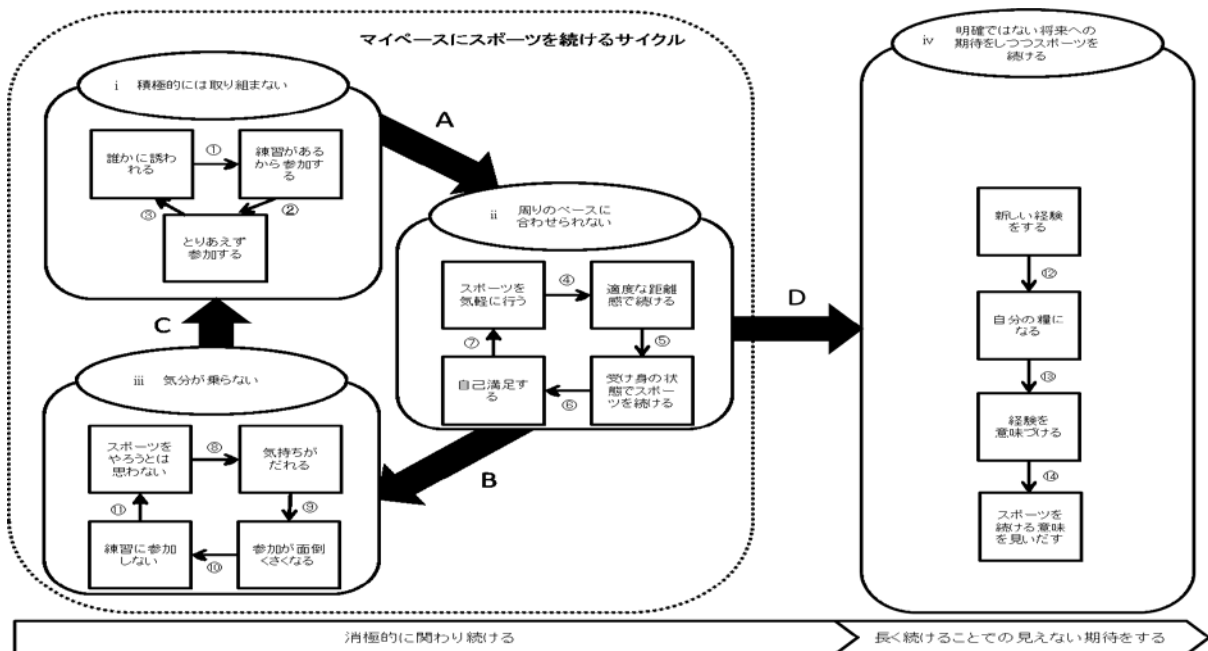 マイペースにスポーツを続けるサイクル
i 積極的には取り組まない
誰かに誘わ
れる
①
練習がある
から参加す
る
②
③
とりあえず
参加する
A
ii 周りのペースに
合わせられない
スポーツを
気軽に行う
④
適度な距離
感で続ける
⑤
受け身の状
態でスポー
ツを続ける
⑥
自己満足す
る
⑦
B
C
iii 気分が乗らない
スポーツを
やろうとは
思わない
⑧
気持ちが
だれる
⑨
参加が面倒
くさくなる
⑩
練習に参加
しない
⑪
D
iv 明確ではない将来への
期待をしつつスポーツを
続ける
新しい経験
をする
⑫
自分の糧に
なる
⑬
経験を
意味づける
⑭
スポーツを
続ける意味
を見いだす
消極的に関わり続ける
長く続けることでの見えない期待をする